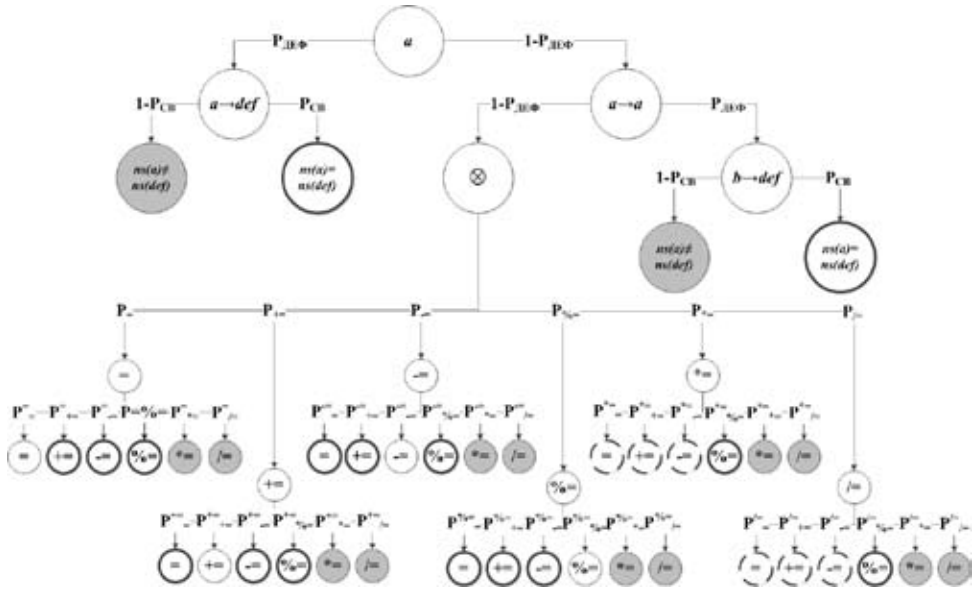 P_ДЕФ a 1-P_ДЕФ
1-P_СВ a→def P_СВ 1-P_ДЕФ a→a P_ДЕФ
ns(a)≠ ns(def)
ns(a)= ns(def)
⊗
1-P_СВ b→def P_СВ
ns(a)≠ ns(def)
ns(a)= ns(def)
P_= P_+= P_-= P_%= P_*= P_/=
= -= *=
P^=_= P^=_+= P^=_-= P=%= P^=_*= P^=_/=
= += -= %= *= /=
P^-=_= P^-=_+= P^-=_-= P^-=_%= P^-=_*= P^-=_/=
= += -= %= *= /=
P^*=_= P^*=_+= P^*=_-= P^*=_%= P^*=_*= P^*=_/=
= += -= %= *= /=
+= %= /=
P^+=_= P^+=_+= P^+=_-= P^+=_%= P^+=_*= P^+=_/=
= += -= %= *= /=
P^%=_= P^%=_+= P^%=_-= P^%=_%= P^%=_*= P^%=_/=
= += -= %= *= /=
P^/=_= P^/=_+= P^/=_-= P^/=_%= P^/=_*= P^/=_/=
= += -= %= *= /=